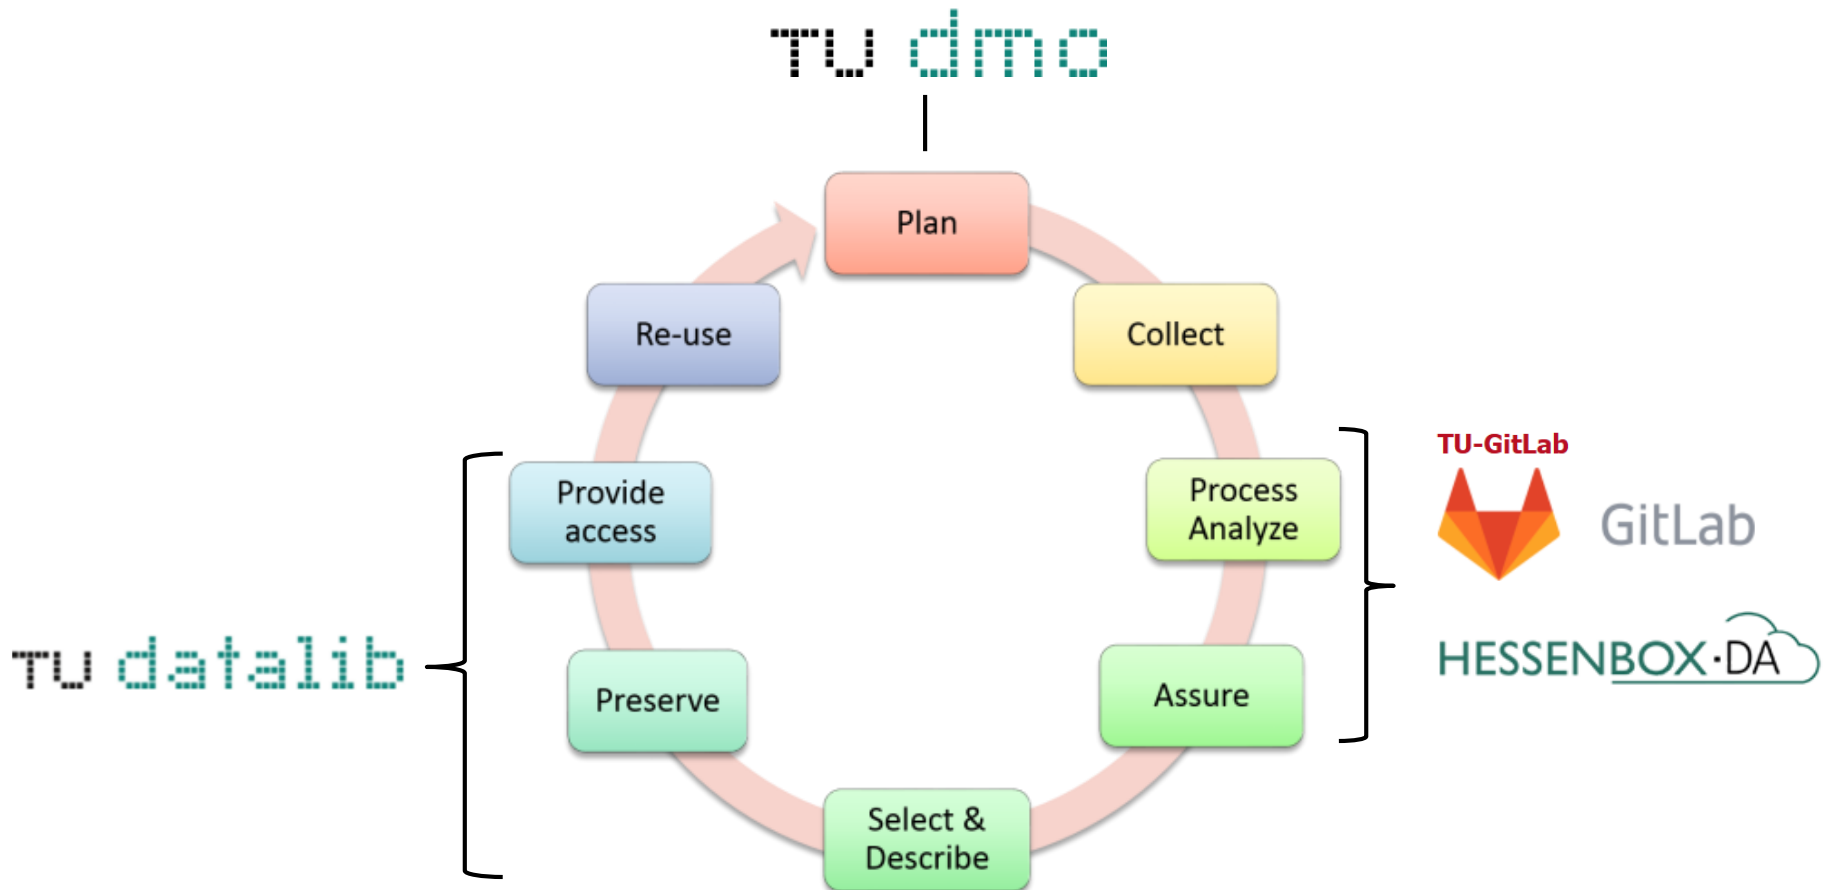 TU dmo
Plan
Re-use
Collect
TU-GitLab
Provide
access
Process
Analyze
GitLab
TU datalib
Preserve
Assure
HESSENBOX·DA
Select &
Describe